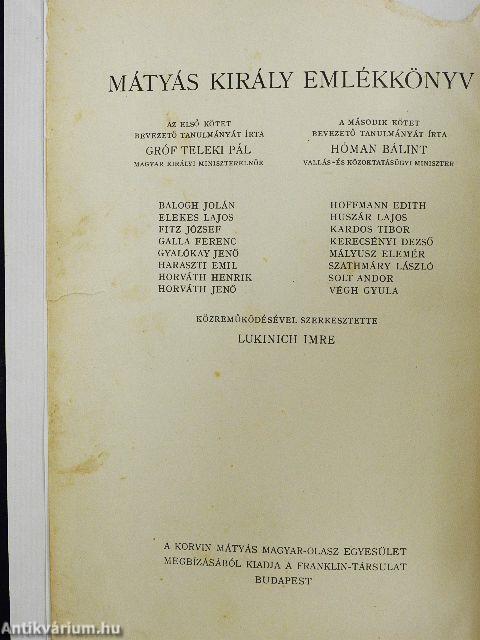 MÁTYÁS KIRÁLY EMLÉKKÖNYV
AZ ELSŐ KÖTET
BEVEZETŐ TANULMÁNYÁT ÍRTA
GRÓF TELEKI PÁL
MAGYAR KIRÁLYI MINISZTERELNÖK
A MÁSODIK KÖTET
BEVEZETŐ TANULMÁNYÁT ÍRTA
HÓMAN BÁLINT
VALLÁS- ÉS KÖZOKTATÁSÜGYI MINISZTER
BALOGH JOLÁN
ELEKES LAJOS
FITZ JÓZSEF
GALLA FERENC
GYALÓKAY JENŐ
HARASZTI EMIL
HORVÁTH HENRIK
HORVÁTH JENŐ
HOFFMANN EDITH
HUSZÁR LAJOS
KARDOS TIBOR
KERECSÉNYI DEZSŐ
MÁLYUSZ ELEMÉR
SZATHMÁRY LÁSZLÓ
SOLT ANDOR
VÉGH GYULA
KÖZREMŰKÖDÉSÉVEL SZERKESZTETTE
LUKINICH IMRE
A KORVIN MÁTYÁS MAGYAR-OLASZ EGYESÜLET
MEGBÍZÁSÁBÓL KIADJA A FRANKLIN-TÁRSULAT
BUDAPEST
Antikvárium.hu